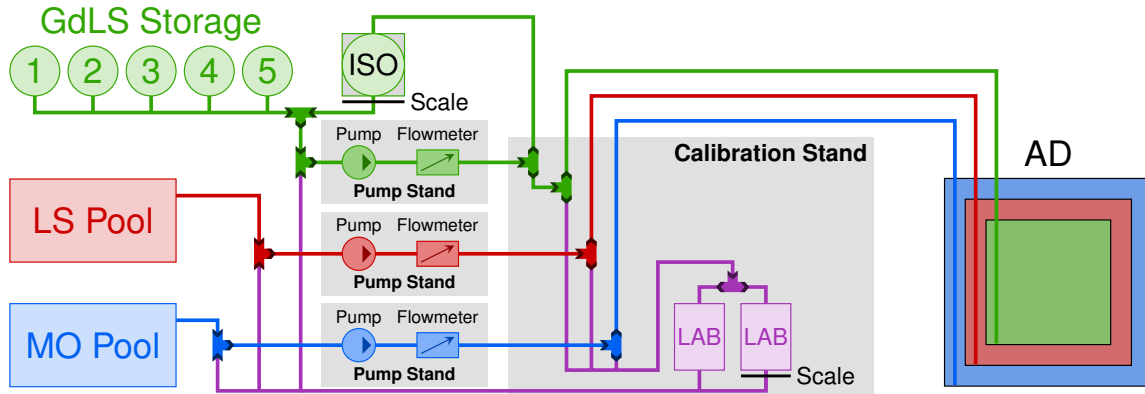 GdLS Storage
1 2 3 4 5
ISO
Scale
Pump Flowmeter
Pump Stand
Calibration Stand
AD
LS Pool
Pump Flowmeter
Pump Stand
MO Pool
Pump Flowmeter
Pump Stand
LAB LAB
Scale